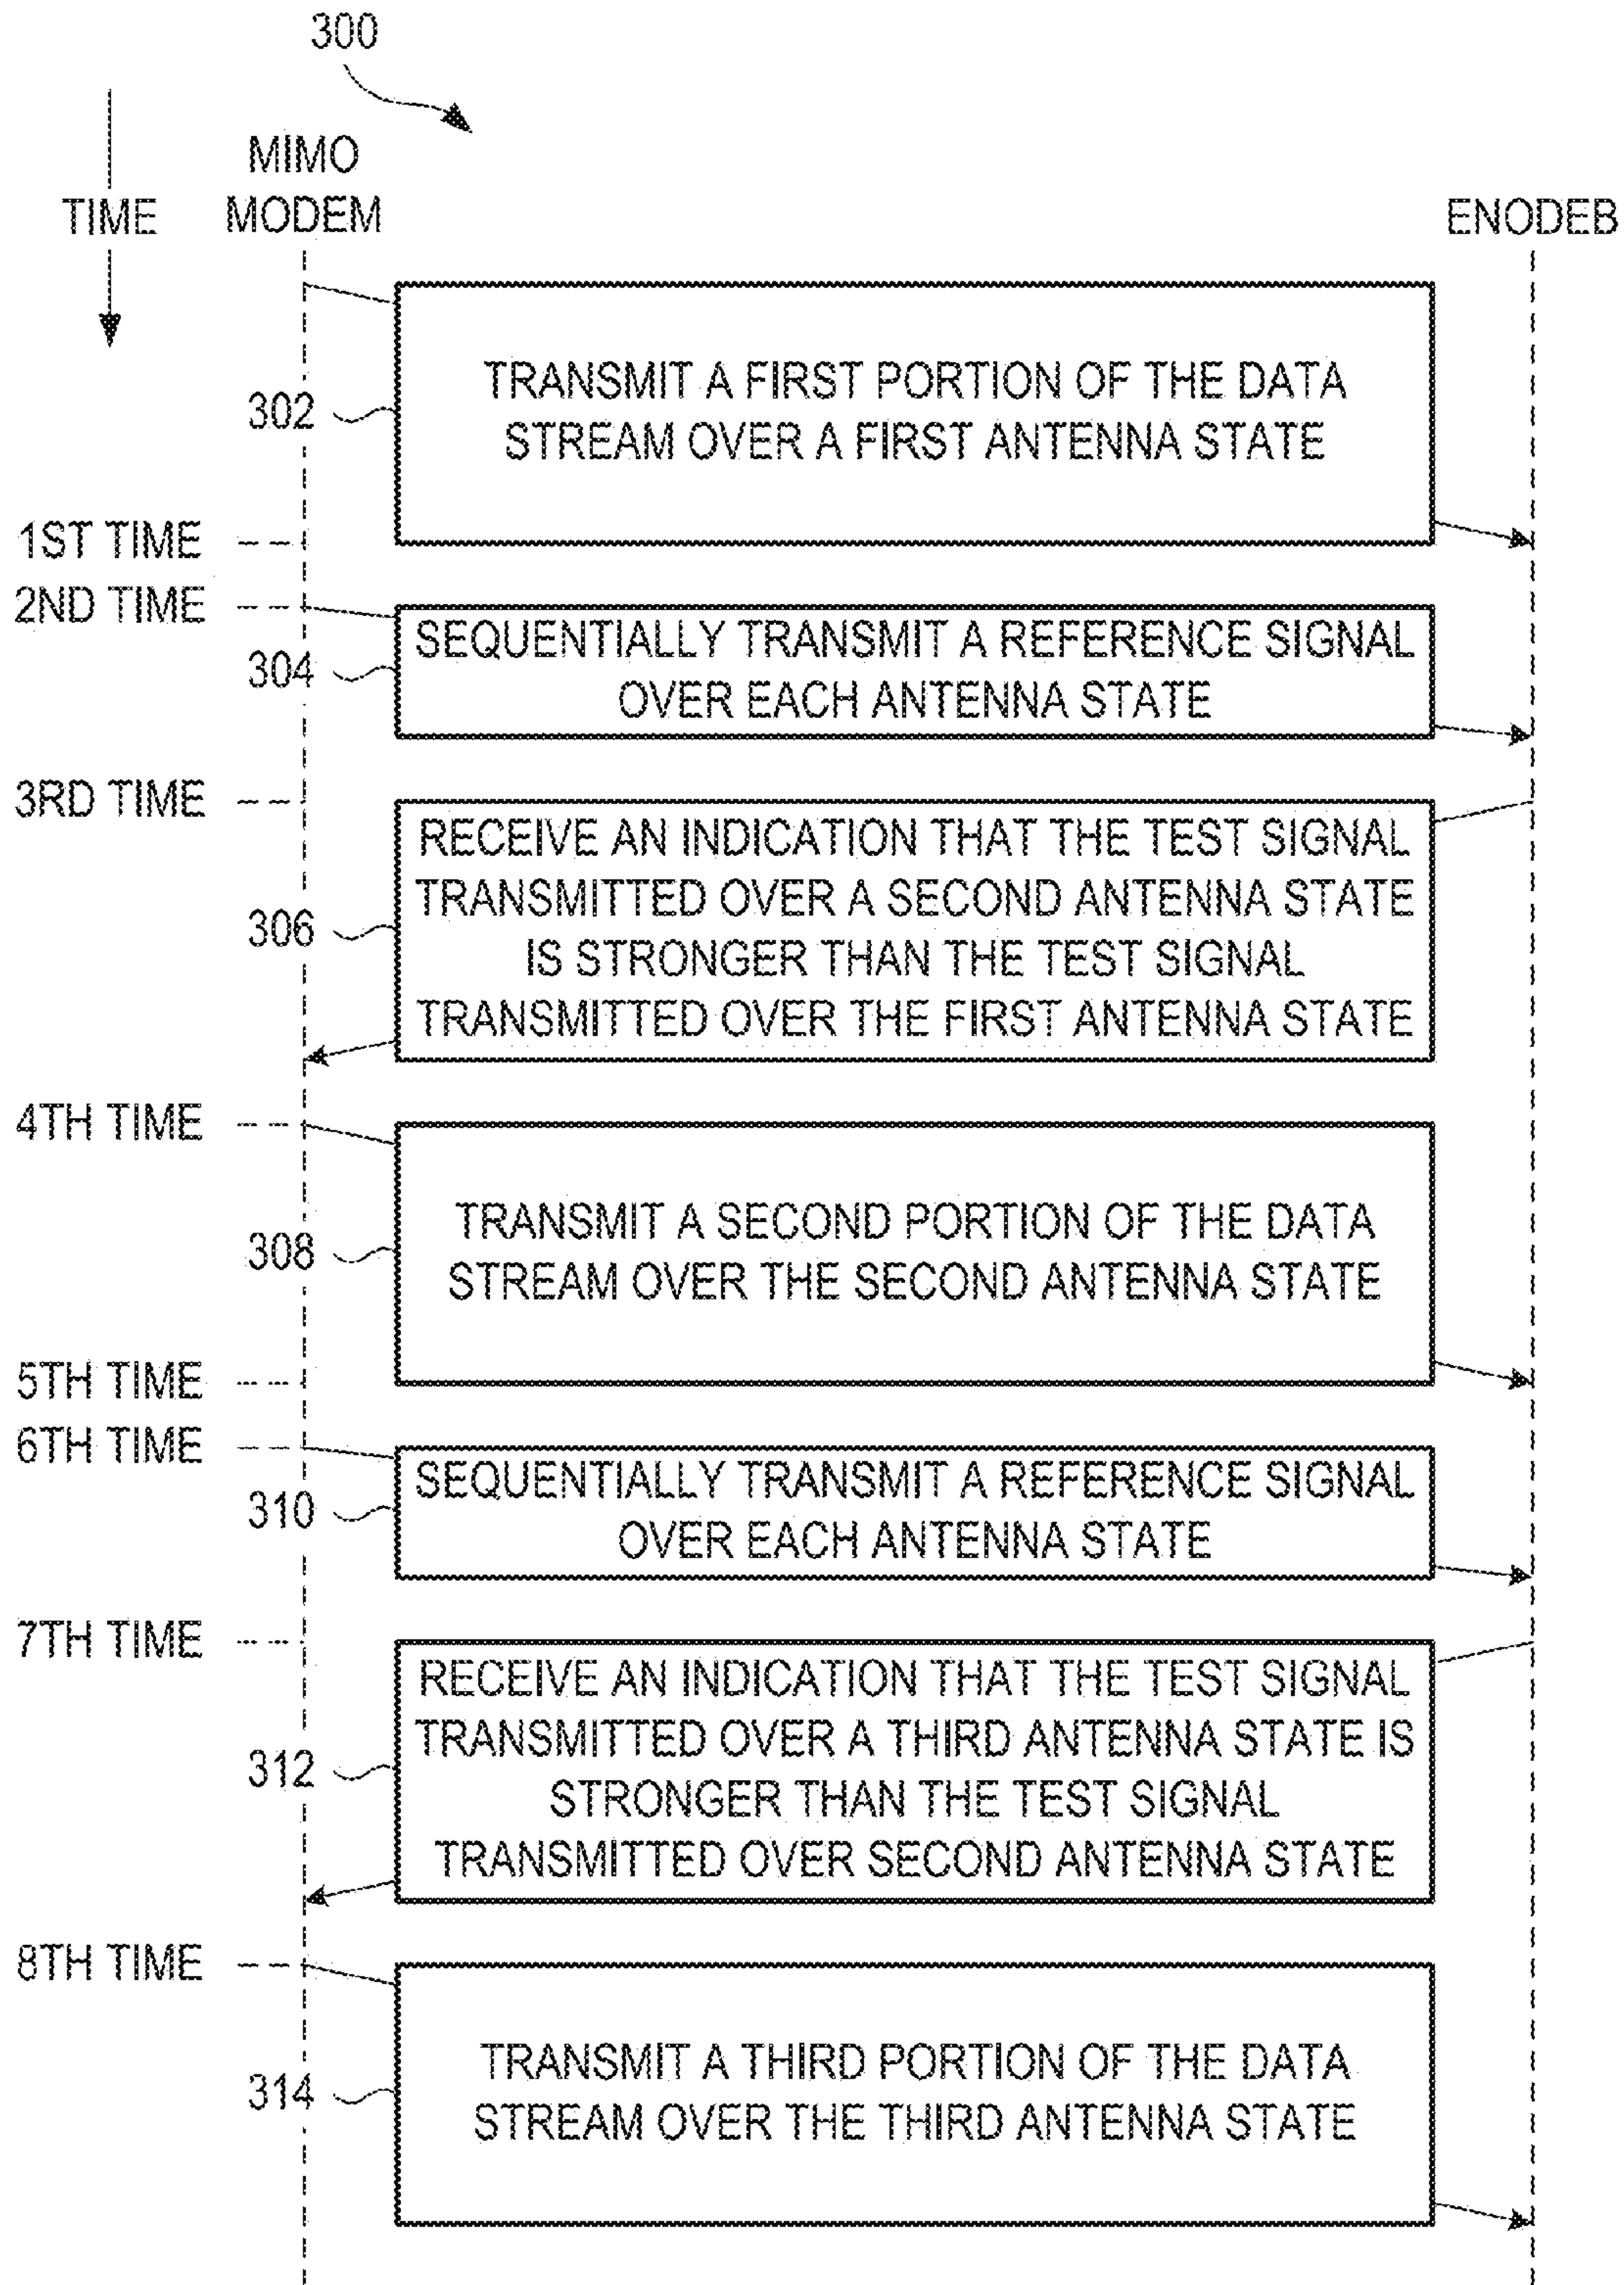 300
MIMO
TIME MODEM ENODEB
TRANSMIT A FIRST PORTION OF THE DATA
302
STREAM OVER A FIRST ANTENNA STATE
1ST TIME
2ND TIME
SEQUENTIALLY TRANSMIT A REFERENCE SIGNAL
304
OVER EACH ANTENNA STATE
3RD TIME
RECEIVE AN INDICATION THAT THE TEST SIGNAL
TRANSMITTED OVER A SECOND ANTENNA STATE
306
IS STRONGER THAN THE TEST SIGNAL
TRANSMITTED OVER THE FIRST ANTENNA STATE
4TH TIME
TRANSMIT A SECOND PORTION OF THE DATA
308
STREAM OVER THE SECOND ANTENNA STATE
5TH TIME
6TH TIME
SEQUENTIALLY TRANSMIT A REFERENCE SIGNAL
310
OVER EACH ANTENNA STATE
7TH TIME
RECEIVE AN INDICATION THAT THE TEST SIGNAL
TRANSMITTED OVER A THIRD ANTENNA STATE IS
312
STRONGER THAN THE TEST SIGNAL
TRANSMITTED OVER SECOND ANTENNA STATE
8TH TIME
TRANSMIT A THIRD PORTION OF THE DATA
314
STREAM OVER THE THIRD ANTENNA STATE